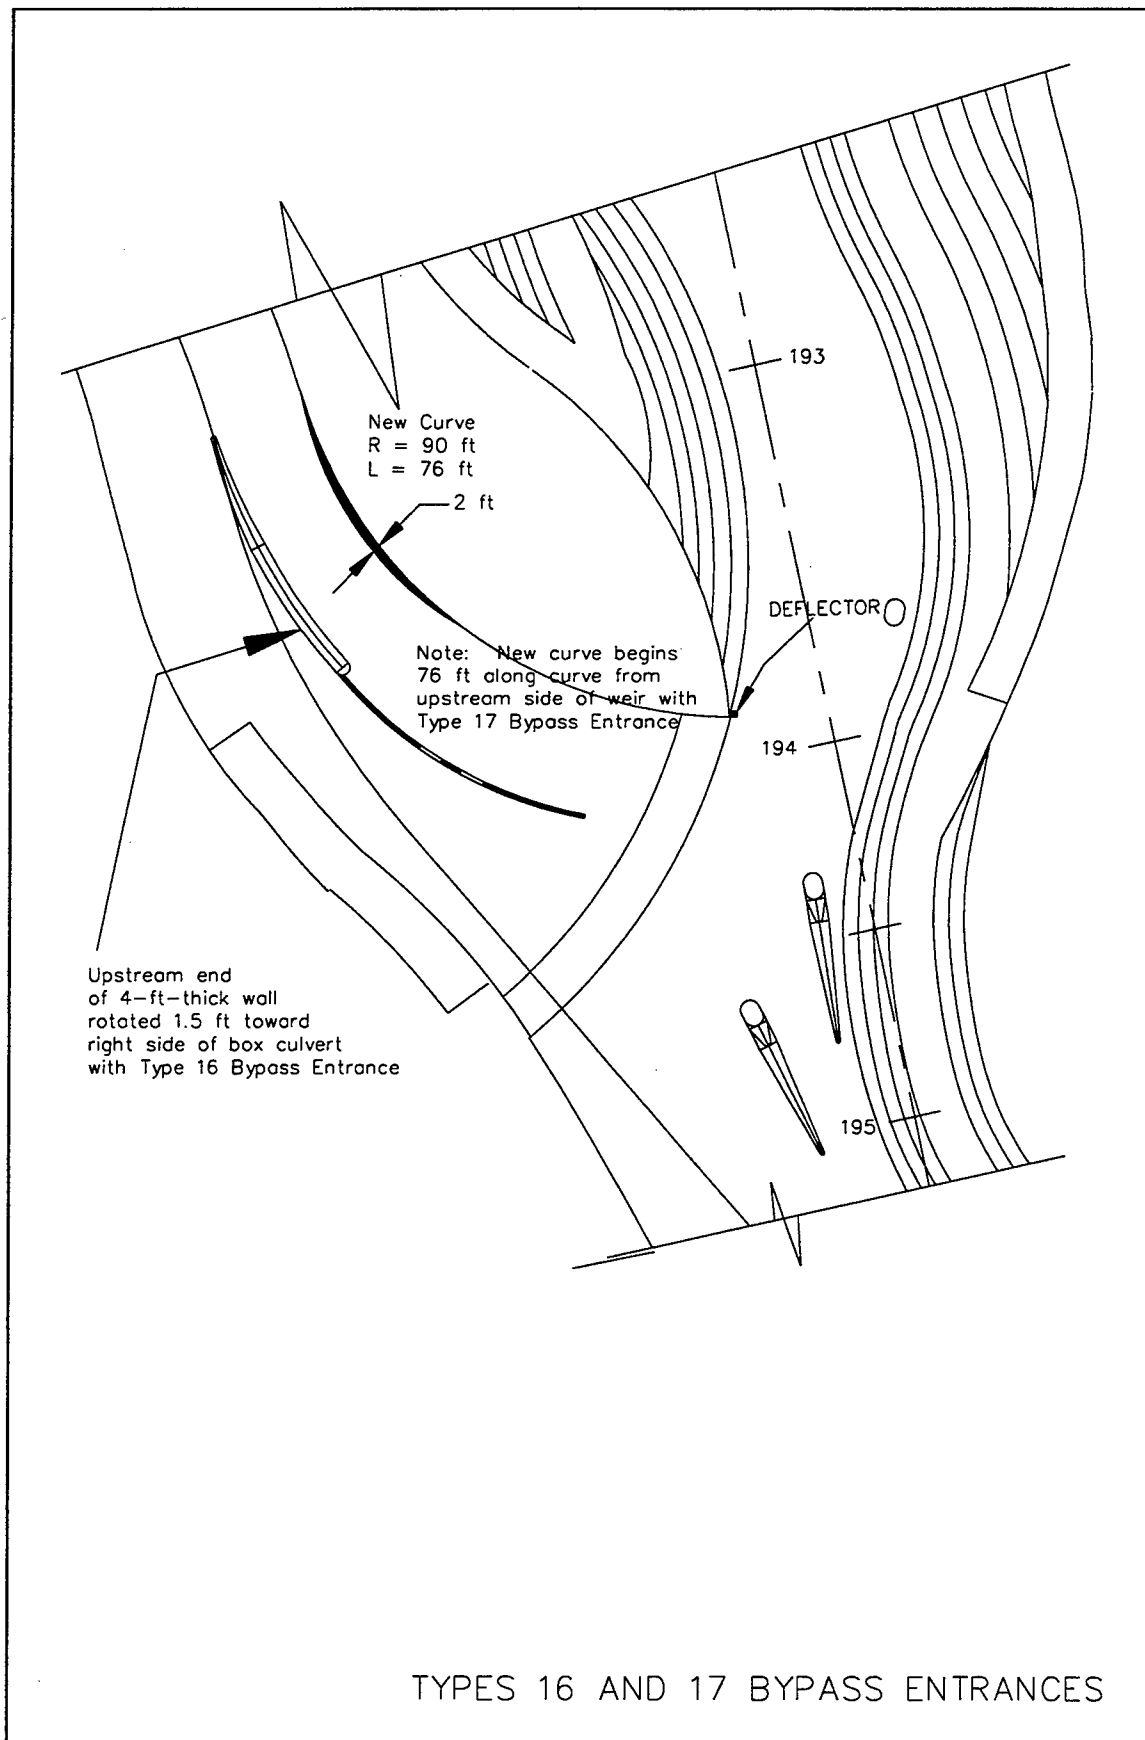 193
New Curve
R = 90 ft
L = 76 ft
2 ft
DEFLECTOR
Note: New curve begins
76 ft along curve from
upstream side of weir with
Type 17 Bypass Entrance
194
Upstream end
of 4-ft-thick wall
rotated 1.5 ft toward
right side of box culvert
with Type 16 Bypass Entrance
195
TYPES 16 AND 17 BYPASS ENTRANCES